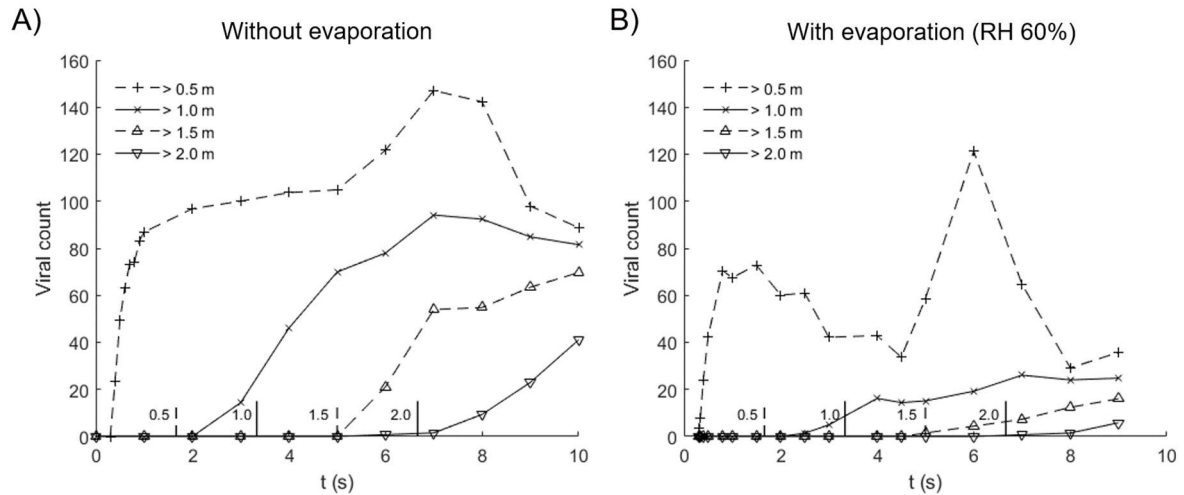 A)
Without evaporation
160
140
120
100
80
60
40
20
0
Viral count
> 0.5 m
> 1.0 m
> 1.5 m
> 2.0 m
0.5 1.0 1.5 2.0
0 2 4 6 8 10
t (s)
B)
With evaporation (RH 60%)
160
140
120
100
80
60
40
20
0
Viral count
> 0.5 m
> 1.0 m
> 1.5 m
> 2.0 m
0.5 1.0 1.5 2.0
0 2 4 6 8 10
t (s)